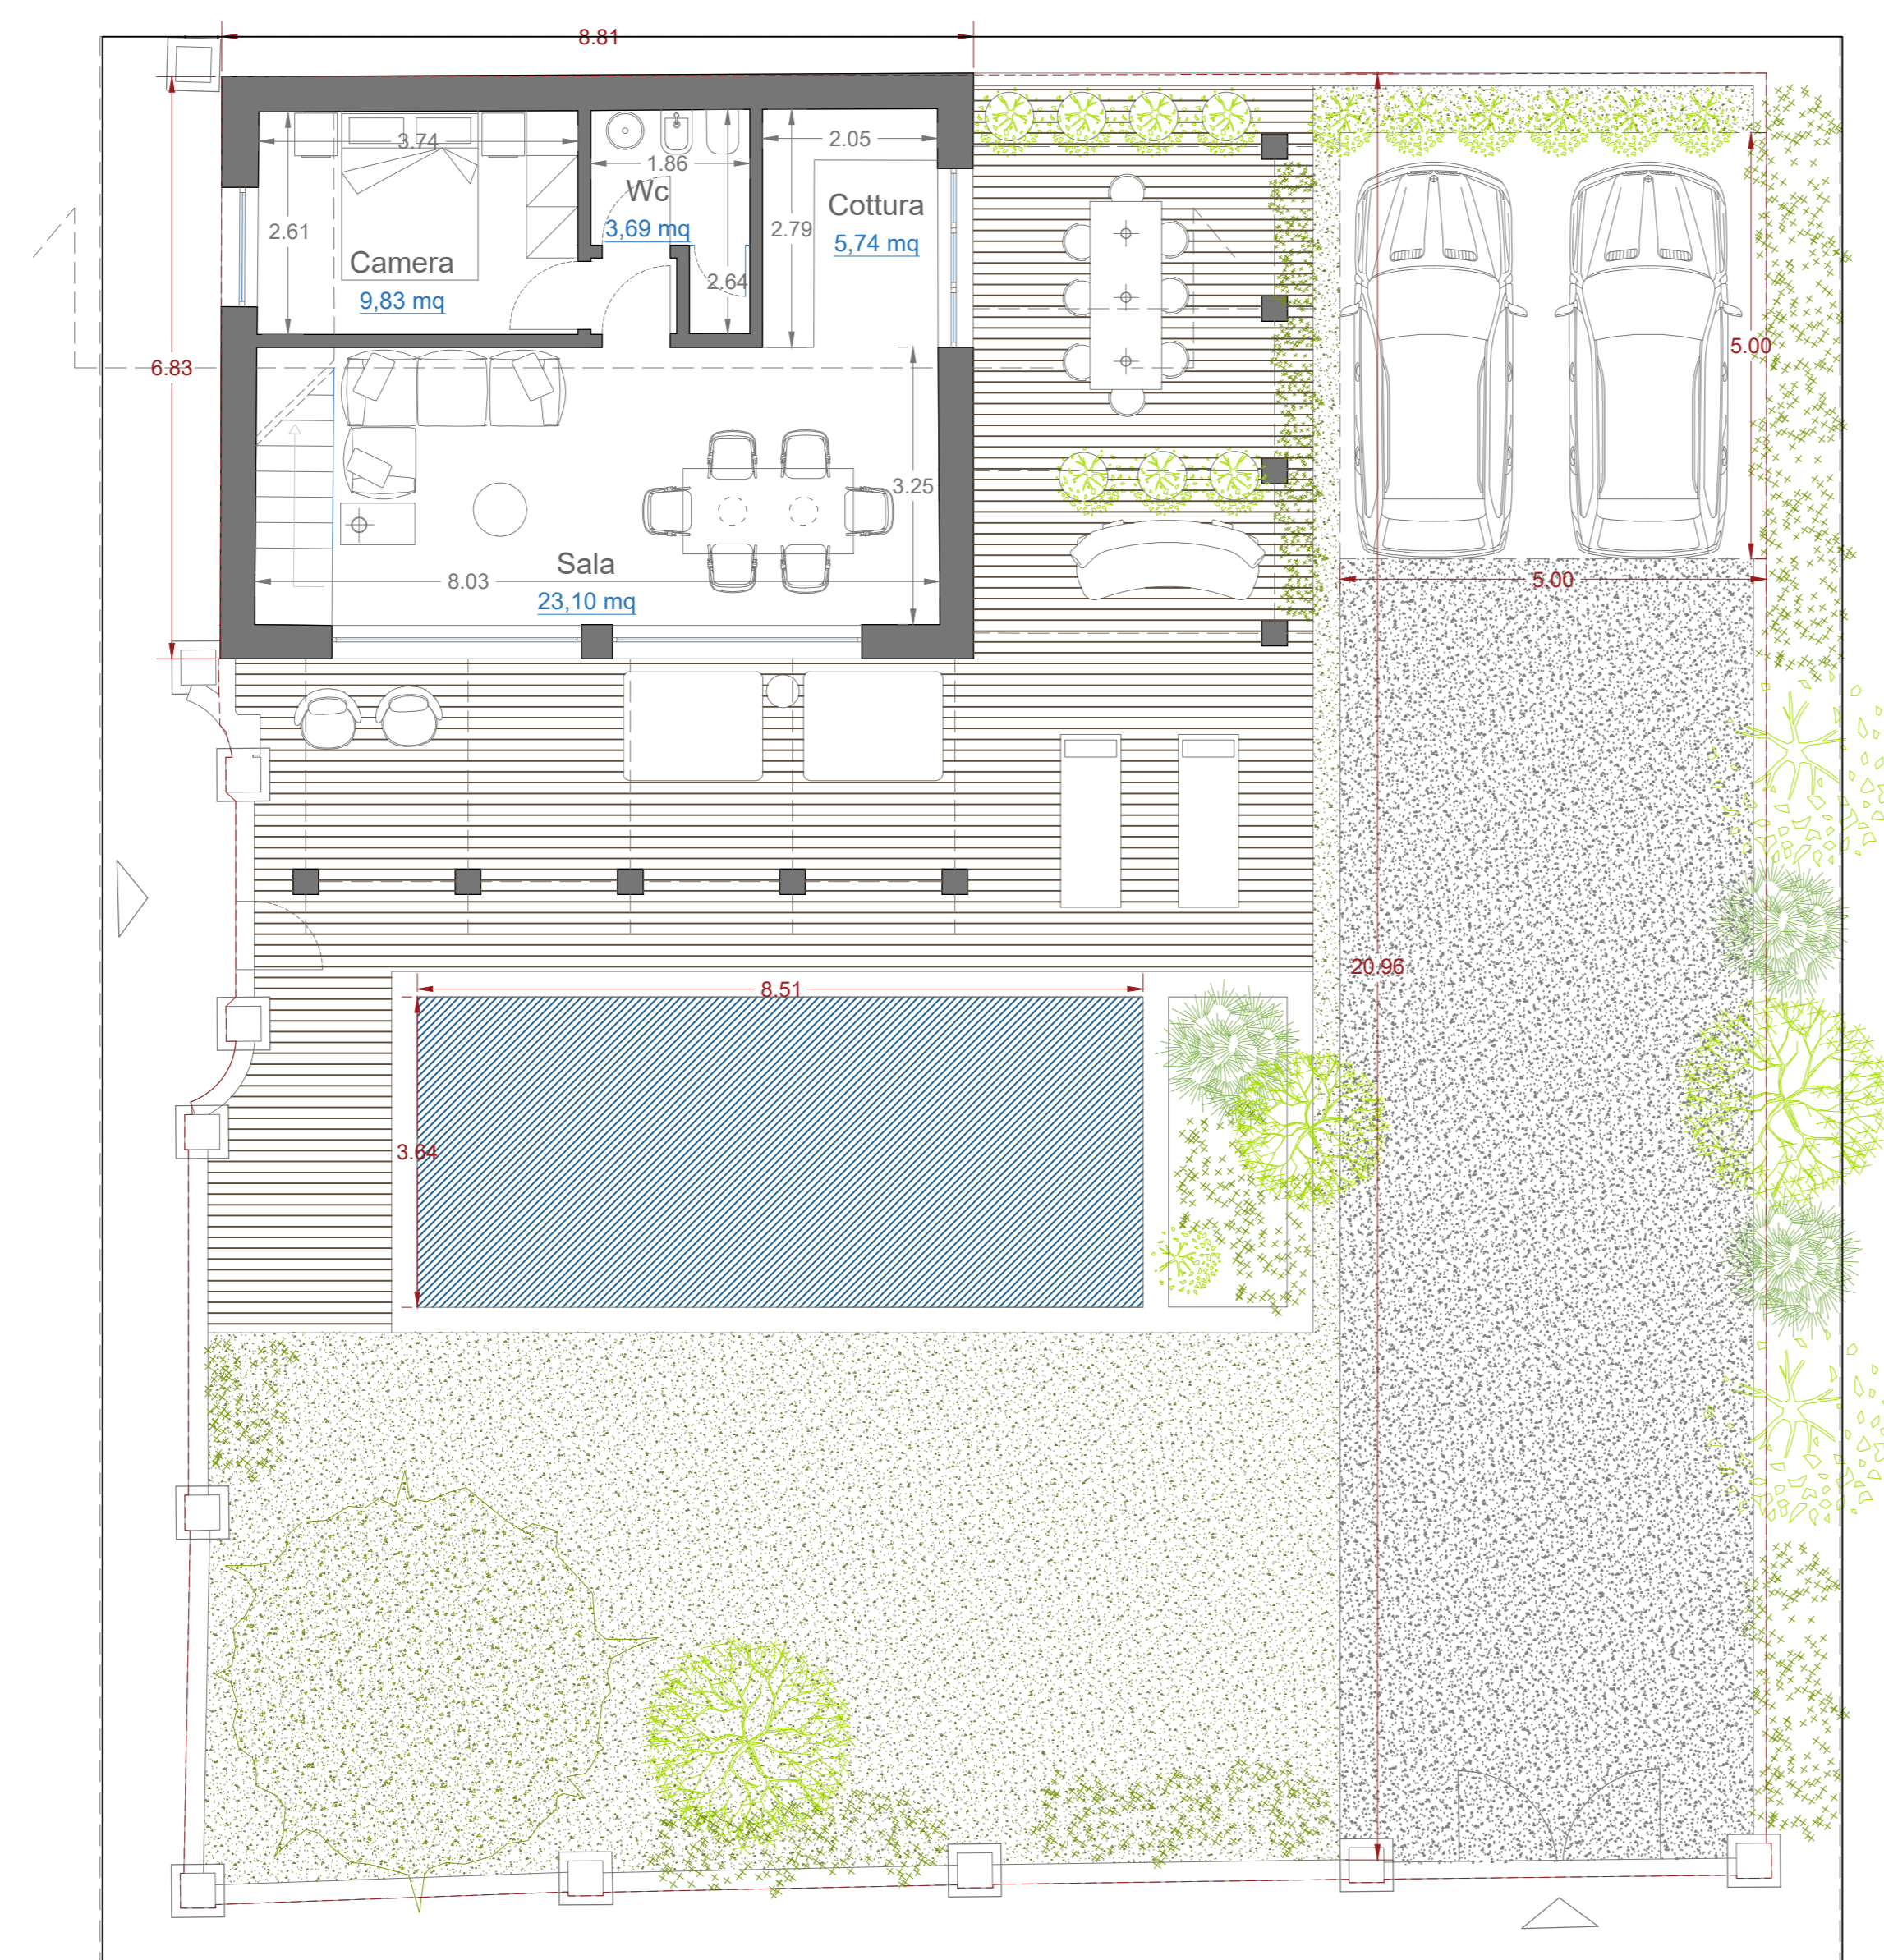 8.81
3.74
1.86
2.05
Wc
3,69 mq
2.61
2.79
Cottura
5,74 mq
Camera
9,83 mq
2.64
5.00
6.83
3.25
Sala
8.03
23,10 mq
5.00
20.96
8.51
3.64